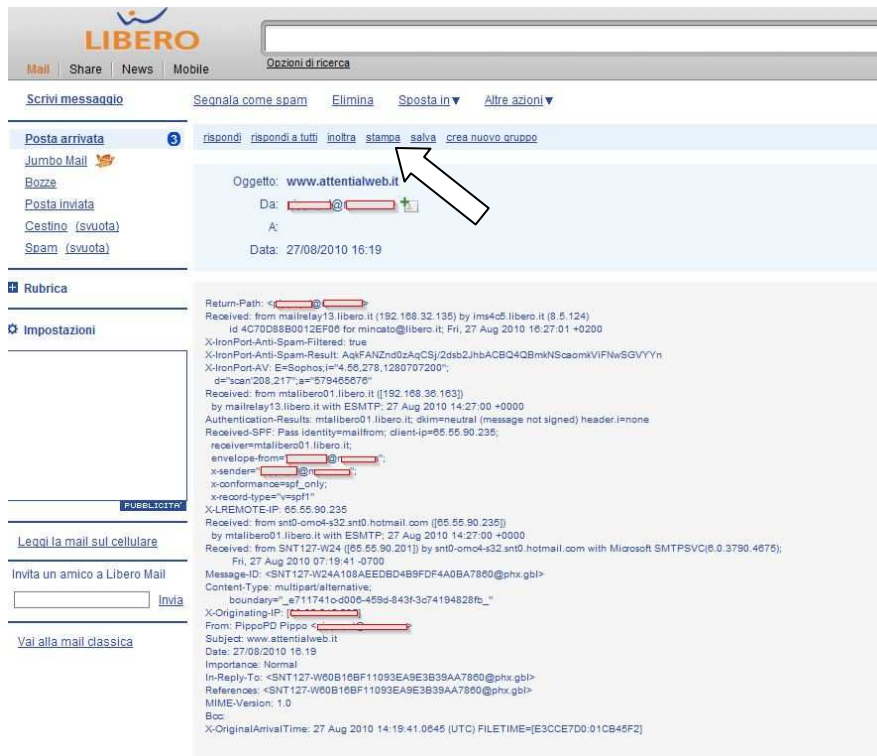 LIBERO
Mail Share News Mobile
Opzioni di ricerca
Scrivi messaggio
Segnala come spam Elimina Sposta in Altre azioni
Posta arrivata 3
Jumbo Mail
Bozze
Posta inviata
Cestino (svuota)
Spam (svuota)
Rubrica
Impostazioni
PUBBLICITA'
Leggi la mail sul cellulare
Invita un amico a Libero Mail
Invia
Vai alla mail classica
rispondi rispondi a tutti inoltra stampa salva crea nuovo gruppo
Oggetto: www.attentialweb.it
Da: @
A:
Data: 27/08/2010 16:19
Return-Path: < @ >
Received: from mailrelay13.libero.it (192.168.32.135) by ims4c5.libero.it (8.5.124)
id 4C70D88B0012EF06 for mincato@libero.it; Fri, 27 Aug 2010 16:27:01 +0200
X-IronPort-Anti-Spam-Filtered: true
X-IronPort-Anti-Spam-Result: AqkFANZnd0zAqCSj/2dsb2JhbACBQ4QBmkNScaomkViFNwSGVYYn
X-IronPort-AV: E=Sophos;i="4.56,278,1280707200";
d="scan'208,217";a="579465676"
Received: from mtalibero01.libero.it ([192.168.36.163])
by mailrelay13.libero.it with ESMTP; 27 Aug 2010 14:27:00 +0000
Authentication-Results: mtalibero01.libero.it; dkim=neutral (message not signed) header.i=none
Received-SPF: Pass identity=mailfrom; client-ip=65.55.90.235;
receiver=mtalibero01.libero.it;
envelope-from=" @ ";
x-sender=" @ ";
x-conformance=spf_only;
x-record-type="v=spf1"
X-LREMOTE-IP: 65.55.90.235
Received: from snt0-omc4-s32.snt0.hotmail.com ([65.55.90.235])
by mtalibero01.libero.it with ESMTP; 27 Aug 2010 14:27:00 +0000
Received: from SNT127-W24 ([65.55.90.201]) by snt0-omc4-s32.snt0.hotmail.com with Microsoft SMTPSVC(6.0.3790.4675);
Fri, 27 Aug 2010 07:19:41 -0700
Message-ID: <SNT127-W24A108AEEDBD4B9FDF4A0BA7860@phx.gbl>
Content-Type: multipart/alternative;
boundary="_e711741c-d006-459d-843f-3c74194828fb_"
X-Originating-IP: [ ]
From: PippoPD Pippo < >
Subject: www.attentialweb.it
Date: 27/08/2010 16.19
Importance: Normal
In-Reply-To: <SNT127-W60B16BF11093EA9E3B39AA7860@phx.gbl>
References: <SNT127-W60B16BF11093EA9E3B39AA7860@phx.gbl>
MIME-Version: 1.0
Bcc:
X-OriginalArrivalTime: 27 Aug 2010 14:19:41.0645 (UTC) FILETIME=[E3CCE7D0:01CB45F2]